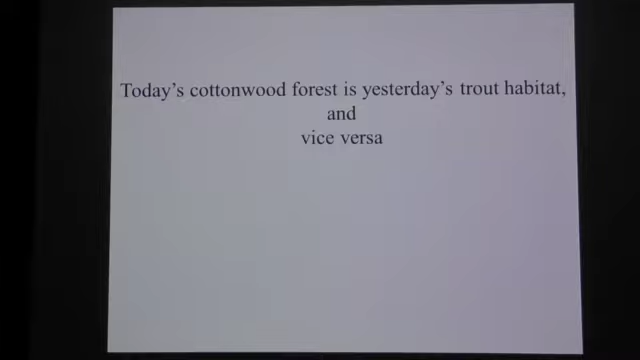 Today's cottonwood forest is yesterday's trout habitat,
and
vice versa